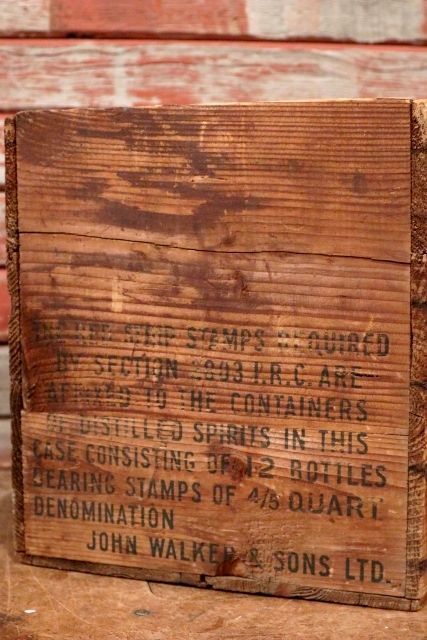 THE RED STRIP STAMPS REQUIRED
BY SECTION 2903 I.R.C. ARE
AFFIXED TO THE CONTAINERS
OF DISTILLED SPIRITS IN THIS
CASE CONSISTING OF 12 BOTTLES
BEARING STAMPS OF 4/5 QUART
DENOMINATION
JOHN WALKER & SONS LTD.